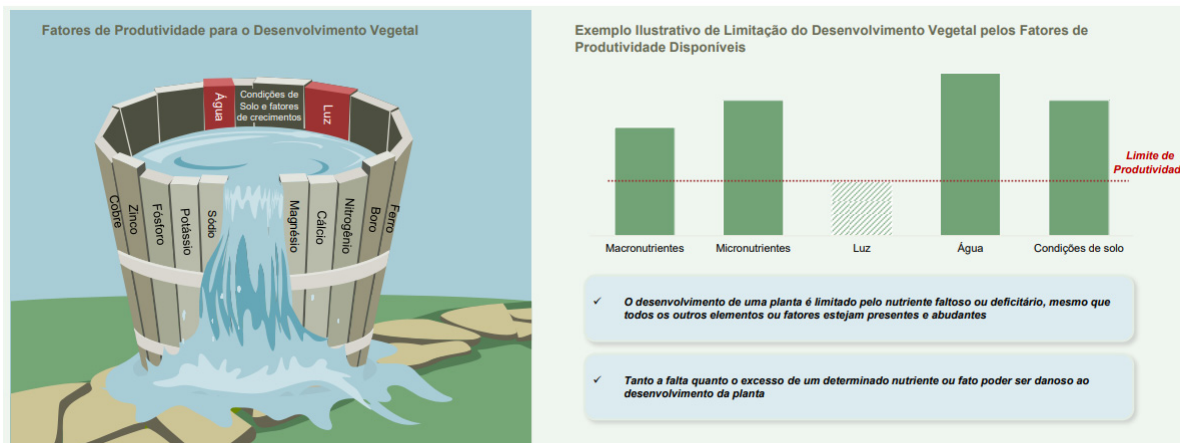 Fatores de Produtividade para o Desenvolvimento Vegetal
Água
Condições de
Solo e fatores
de crecimentos
Luz
Cobre
Zinco
Fósforo
Potássio
Sódio
Magnésio
Cálcio
Nitrogênio
Boro
Ferro
Exemplo Ilustrativo de Limitação do Desenvolvimento Vegetal pelos Fatores de
Produtividade Disponíveis
Limite de
Produtividad
Macronutrientes
Micronutrientes
Luz
Água
Condições de solo
✓ O desenvolvimento de uma planta é limitado pelo nutriente faltoso ou deficitário, mesmo que
todos os outros elementos ou fatores estejam presentes e abudantes
✓ Tanto a falta quanto o excesso de um determinado nutriente ou fato poder ser danoso ao
desenvolvimento da planta